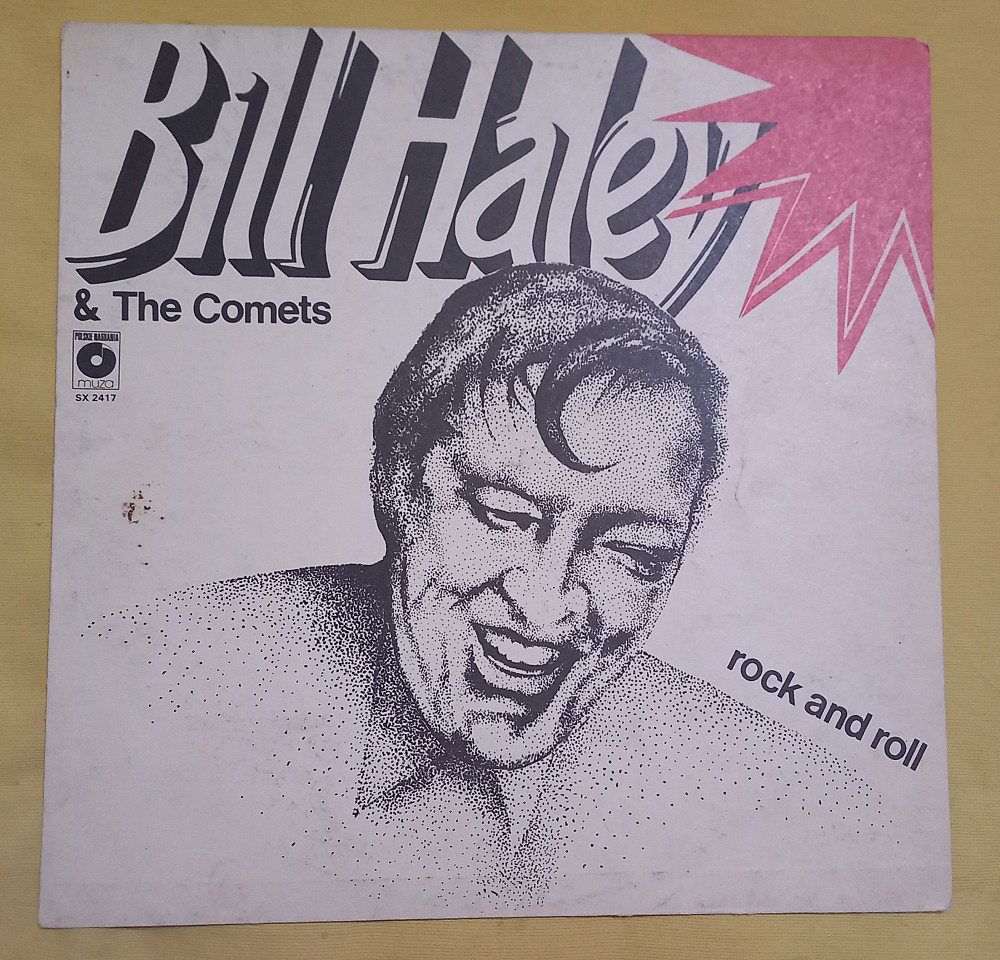 Bill Haley
& The Comets
POLSKIE NAGRANIA
muza
SX 2417
rock and roll